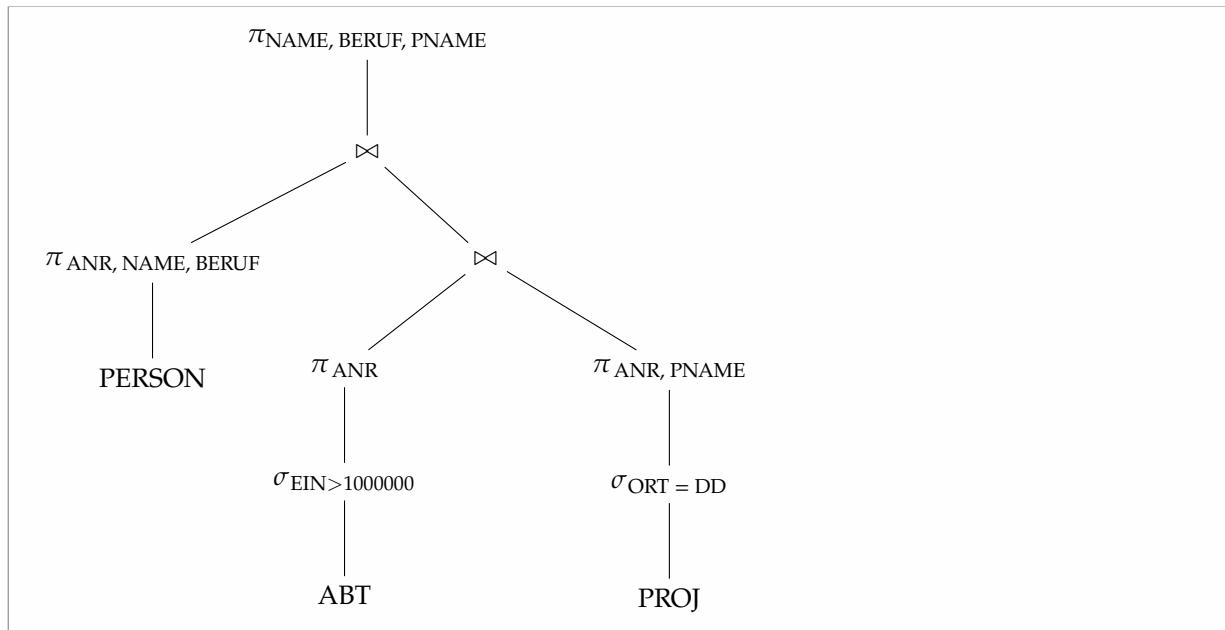 π NAME, BERUF, PNAME
⋈
π ANR, NAME, BERUF
⋈
PERSON
π ANR
π ANR, PNAME
σ EIN>1000000
σ ORT = DD
ABT
PROJ